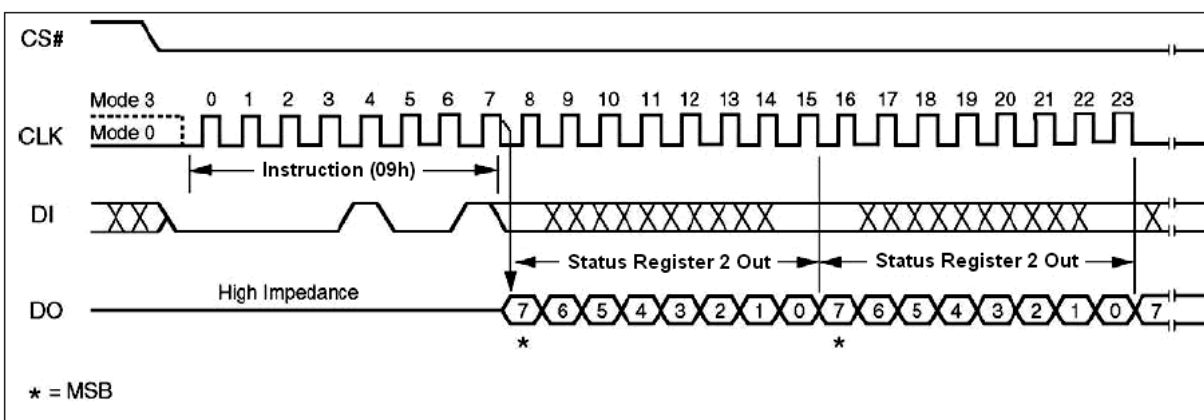 CS#
Mode 3 0 1 2 3 4 5 6 7 8 9 10 11 12 13 14 15 16 17 18 19 20 21 22 23
CLK Mode 0
Instruction (09h)
DI
Status Register 2 Out Status Register 2 Out
High Impedance
DO 7 6 5 4 3 2 1 0 7 6 5 4 3 2 1 0 7
* *
* = MSB